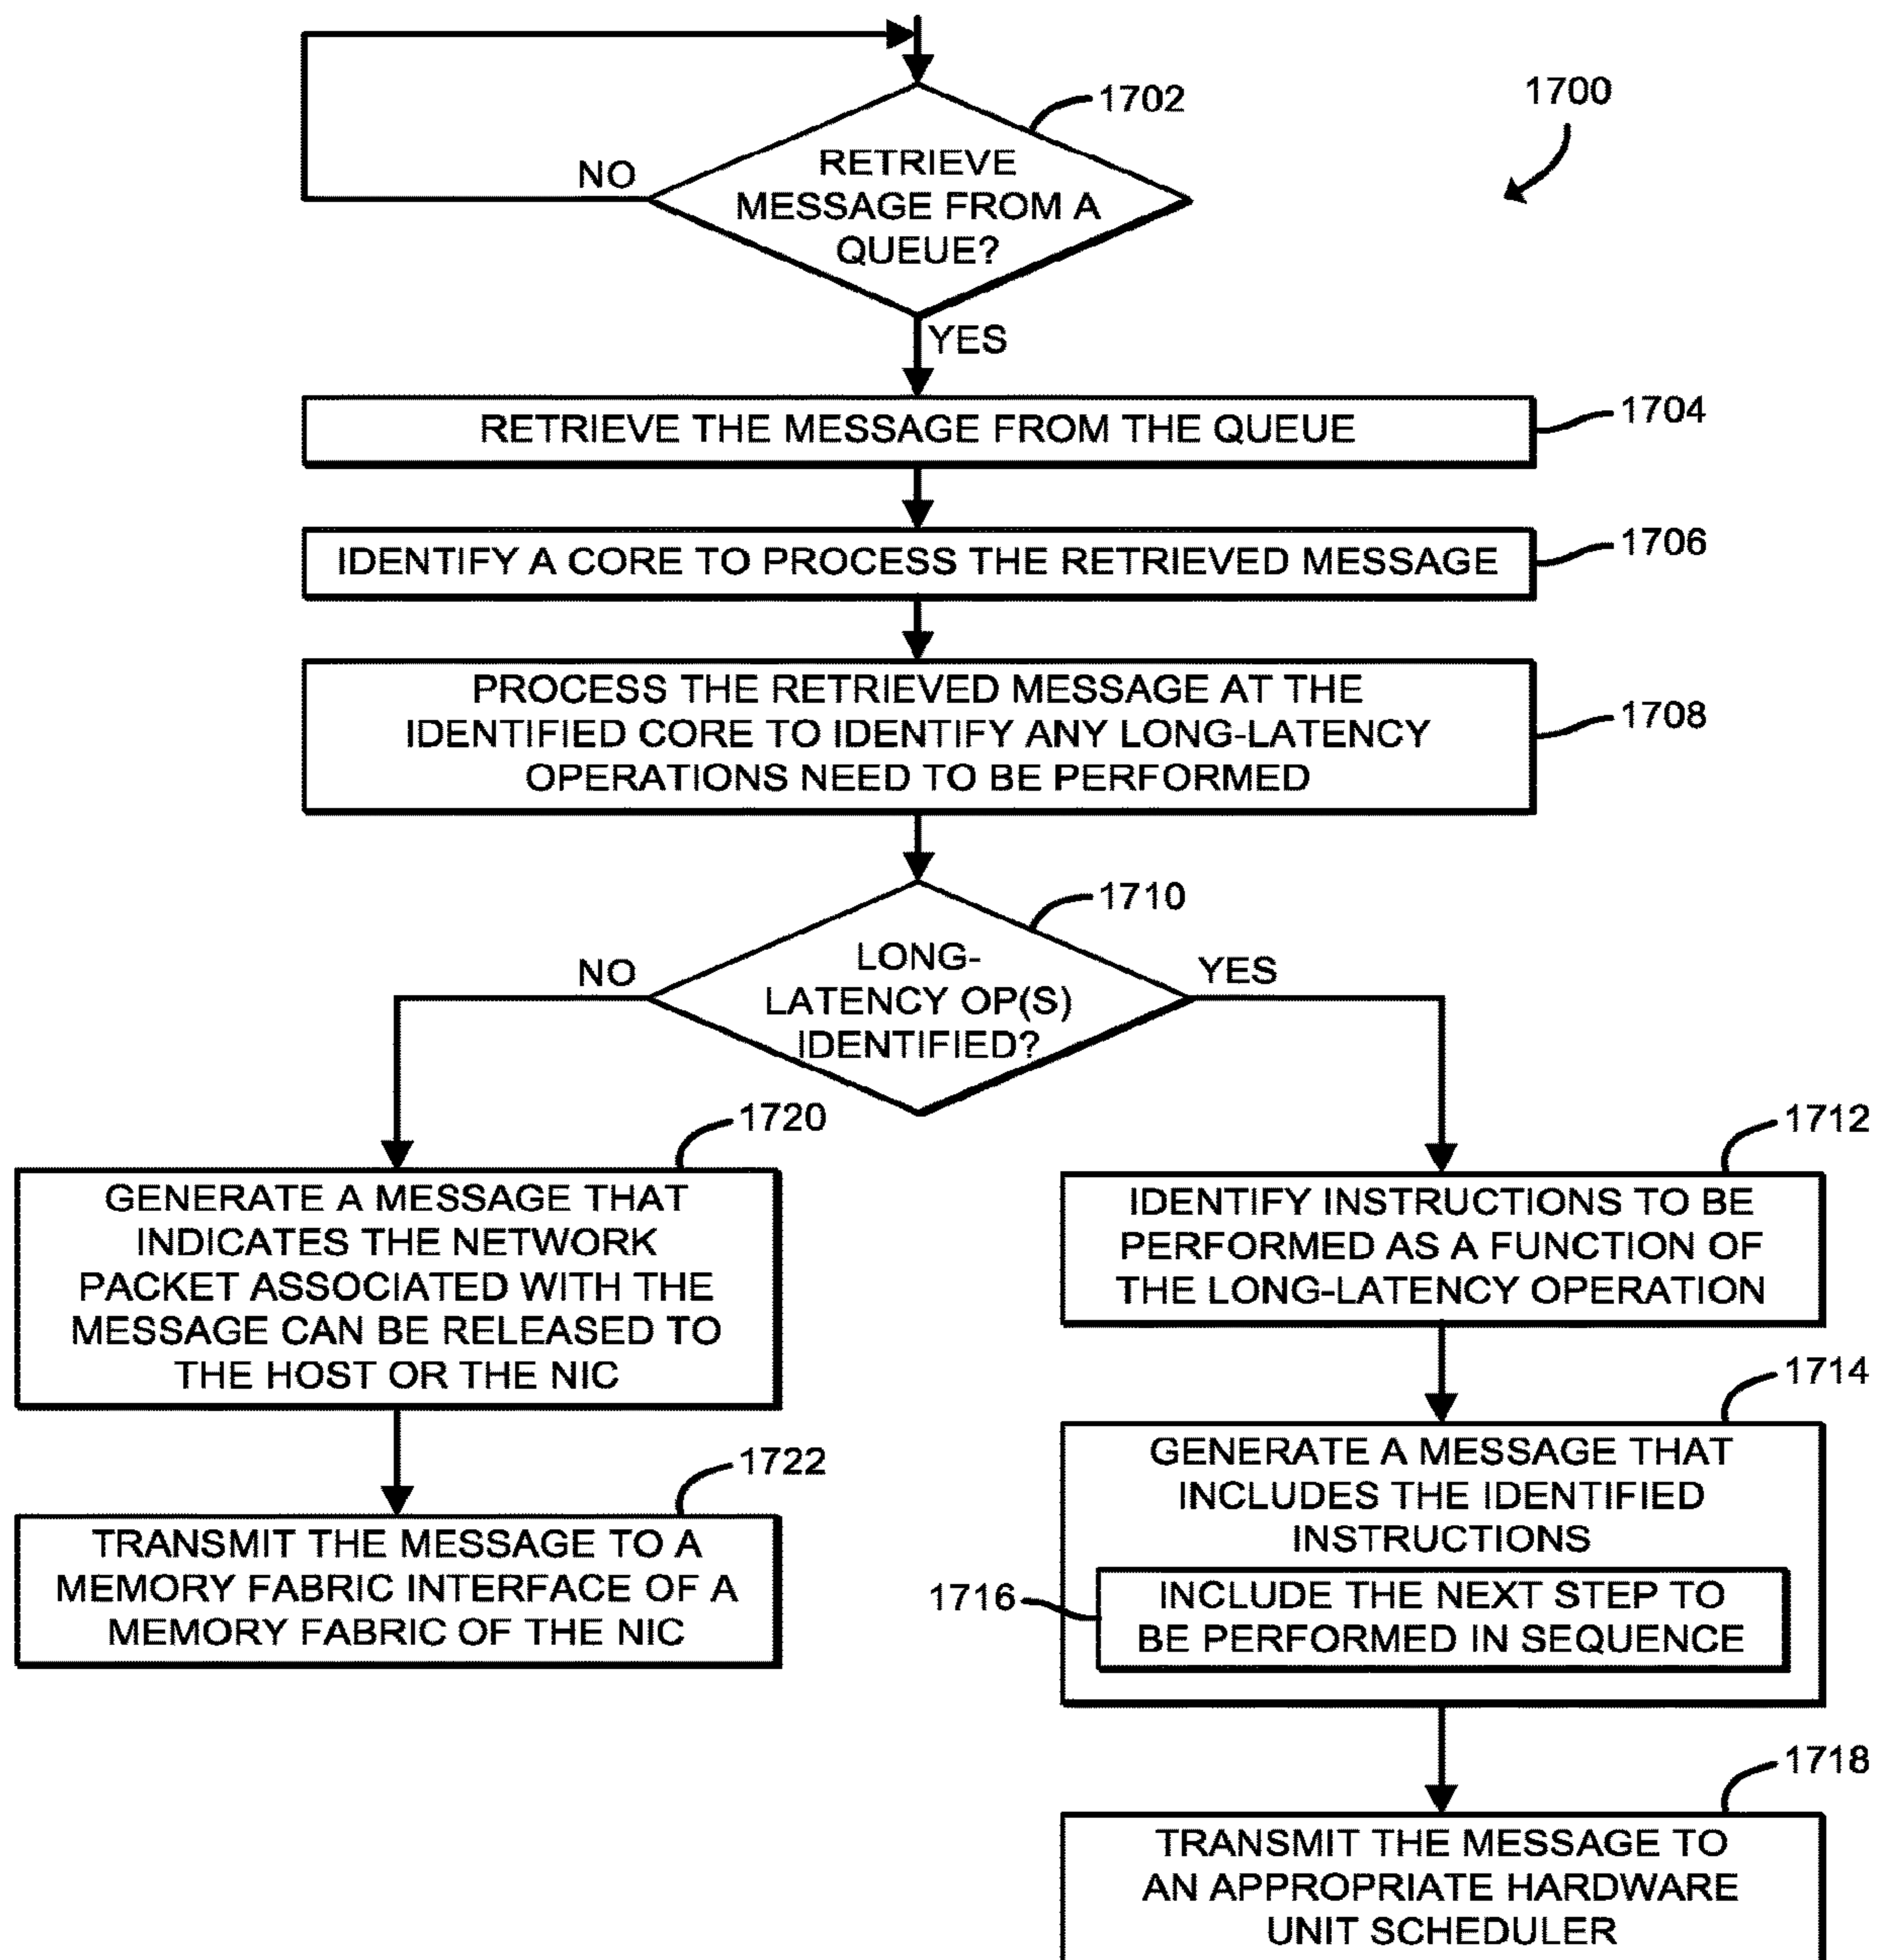 1702
1700
RETRIEVE
MESSAGE FROM A
QUEUE?
NO
YES
RETRIEVE THE MESSAGE FROM THE QUEUE
1704
IDENTIFY A CORE TO PROCESS THE RETRIEVED MESSAGE
1706
PROCESS THE RETRIEVED MESSAGE AT THE
IDENTIFIED CORE TO IDENTIFY ANY LONG-LATENCY
OPERATIONS NEED TO BE PERFORMED
1708
1710
LONG-
LATENCY OP(S)
IDENTIFIED?
NO
YES
1720
GENERATE A MESSAGE THAT
INDICATES THE NETWORK
PACKET ASSOCIATED WITH THE
MESSAGE CAN BE RELEASED TO
THE HOST OR THE NIC
1722
TRANSMIT THE MESSAGE TO A
MEMORY FABRIC INTERFACE OF A
MEMORY FABRIC OF THE NIC
1712
IDENTIFY INSTRUCTIONS TO BE
PERFORMED AS A FUNCTION OF
THE LONG-LATENCY OPERATION
1714
GENERATE A MESSAGE THAT
INCLUDES THE IDENTIFIED
INSTRUCTIONS
1716
INCLUDE THE NEXT STEP TO
BE PERFORMED IN SEQUENCE
1718
TRANSMIT THE MESSAGE TO
AN APPROPRIATE HARDWARE
UNIT SCHEDULER